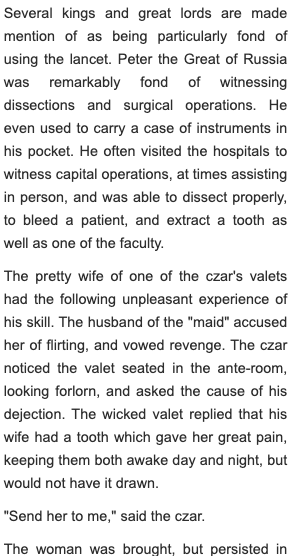 Several kings and great lords are made
mention of as being particularly fond of
using the lancet. Peter the Great of Russia
was remarkably fond of witnessing
dissections and surgical operations. He
even used to carry a case of instruments in
his pocket. He often visited the hospitals to
witness capital operations, at times assisting
in person, and was able to dissect properly,
to bleed a patient, and extract a tooth as
well as one of the faculty.
The pretty wife of one of the czar's valets
had the following unpleasant experience of
his skill. The husband of the "maid" accused
her of flirting, and vowed revenge. The czar
noticed the valet seated in the ante-room,
looking forlorn, and asked the cause of his
dejection. The wicked valet replied that his
wife had a tooth which gave her great pain,
keeping them both awake day and night, but
would not have it drawn.
"Send her to me," said the czar.
The woman was brought, but persisted in